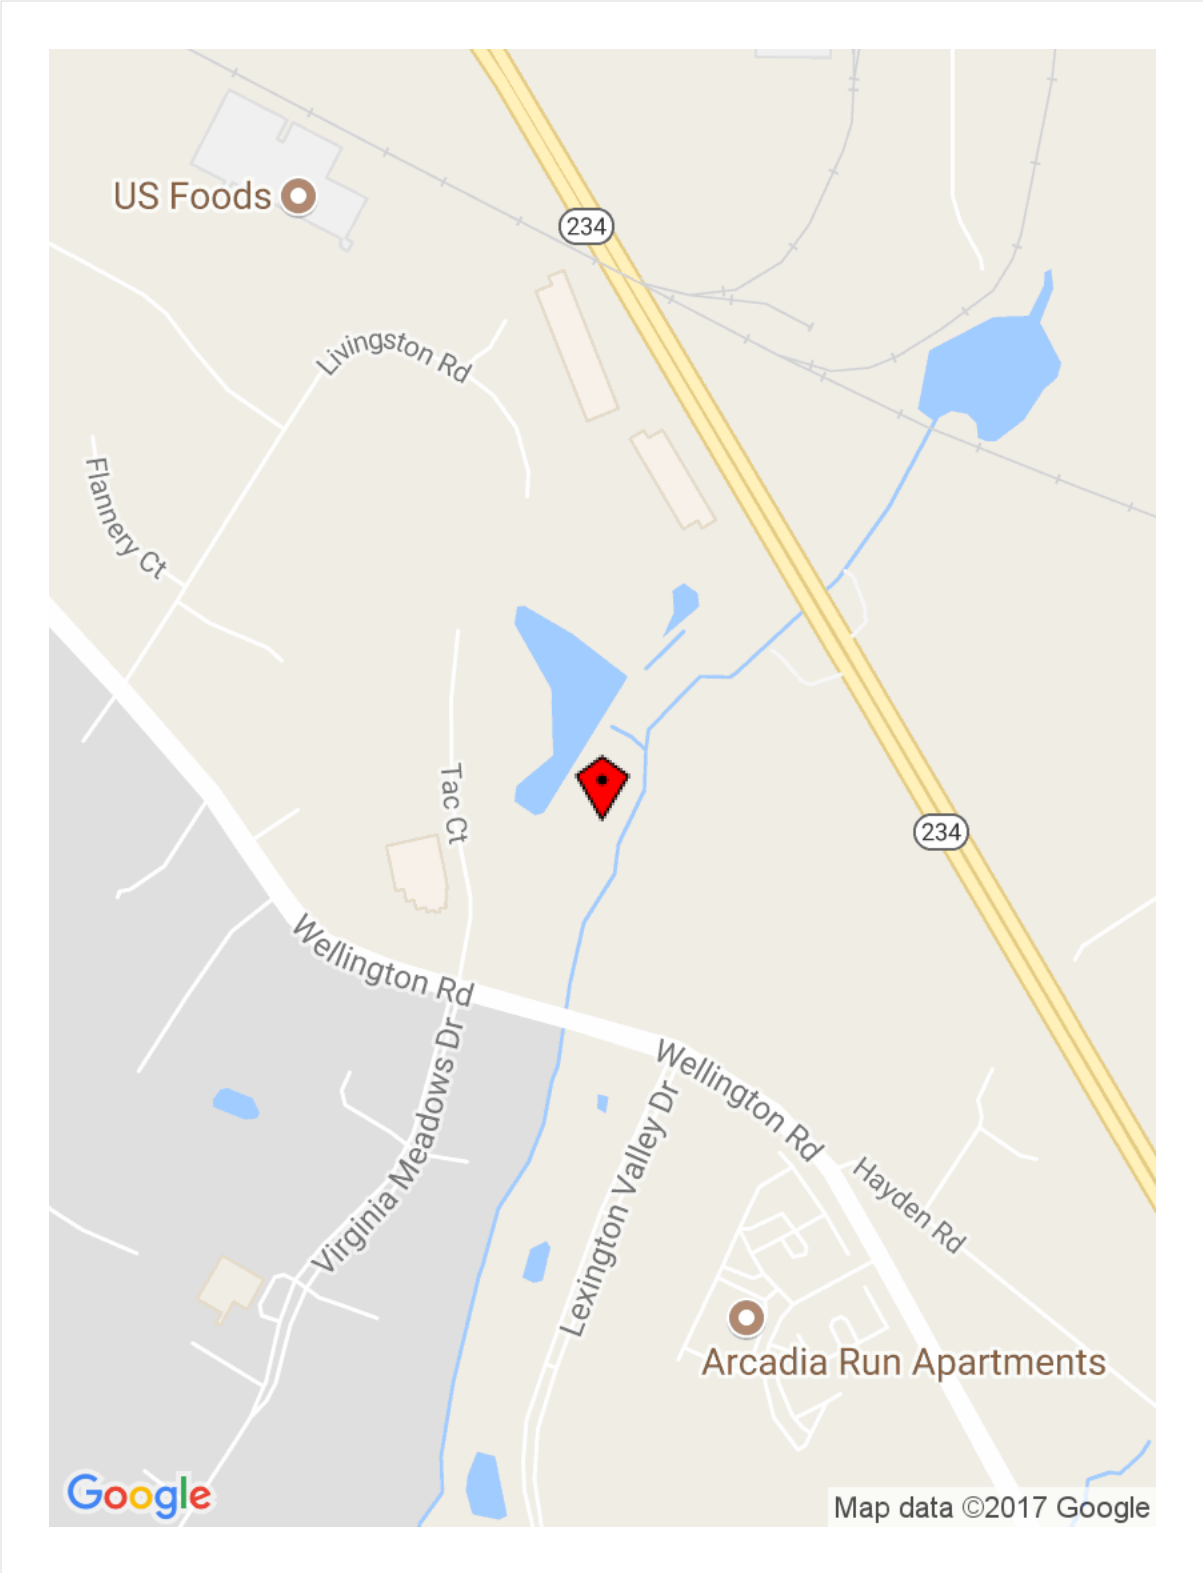 US Foods
234
Livingston Rd
Flannery Ct
Tac Ct
234
Wellington Rd
Virginia Meadows Dr
Wellington Rd
Lexington Valley Dr
Hayden Rd
Arcadia Run Apartments
Google
Map data ©2017 Google